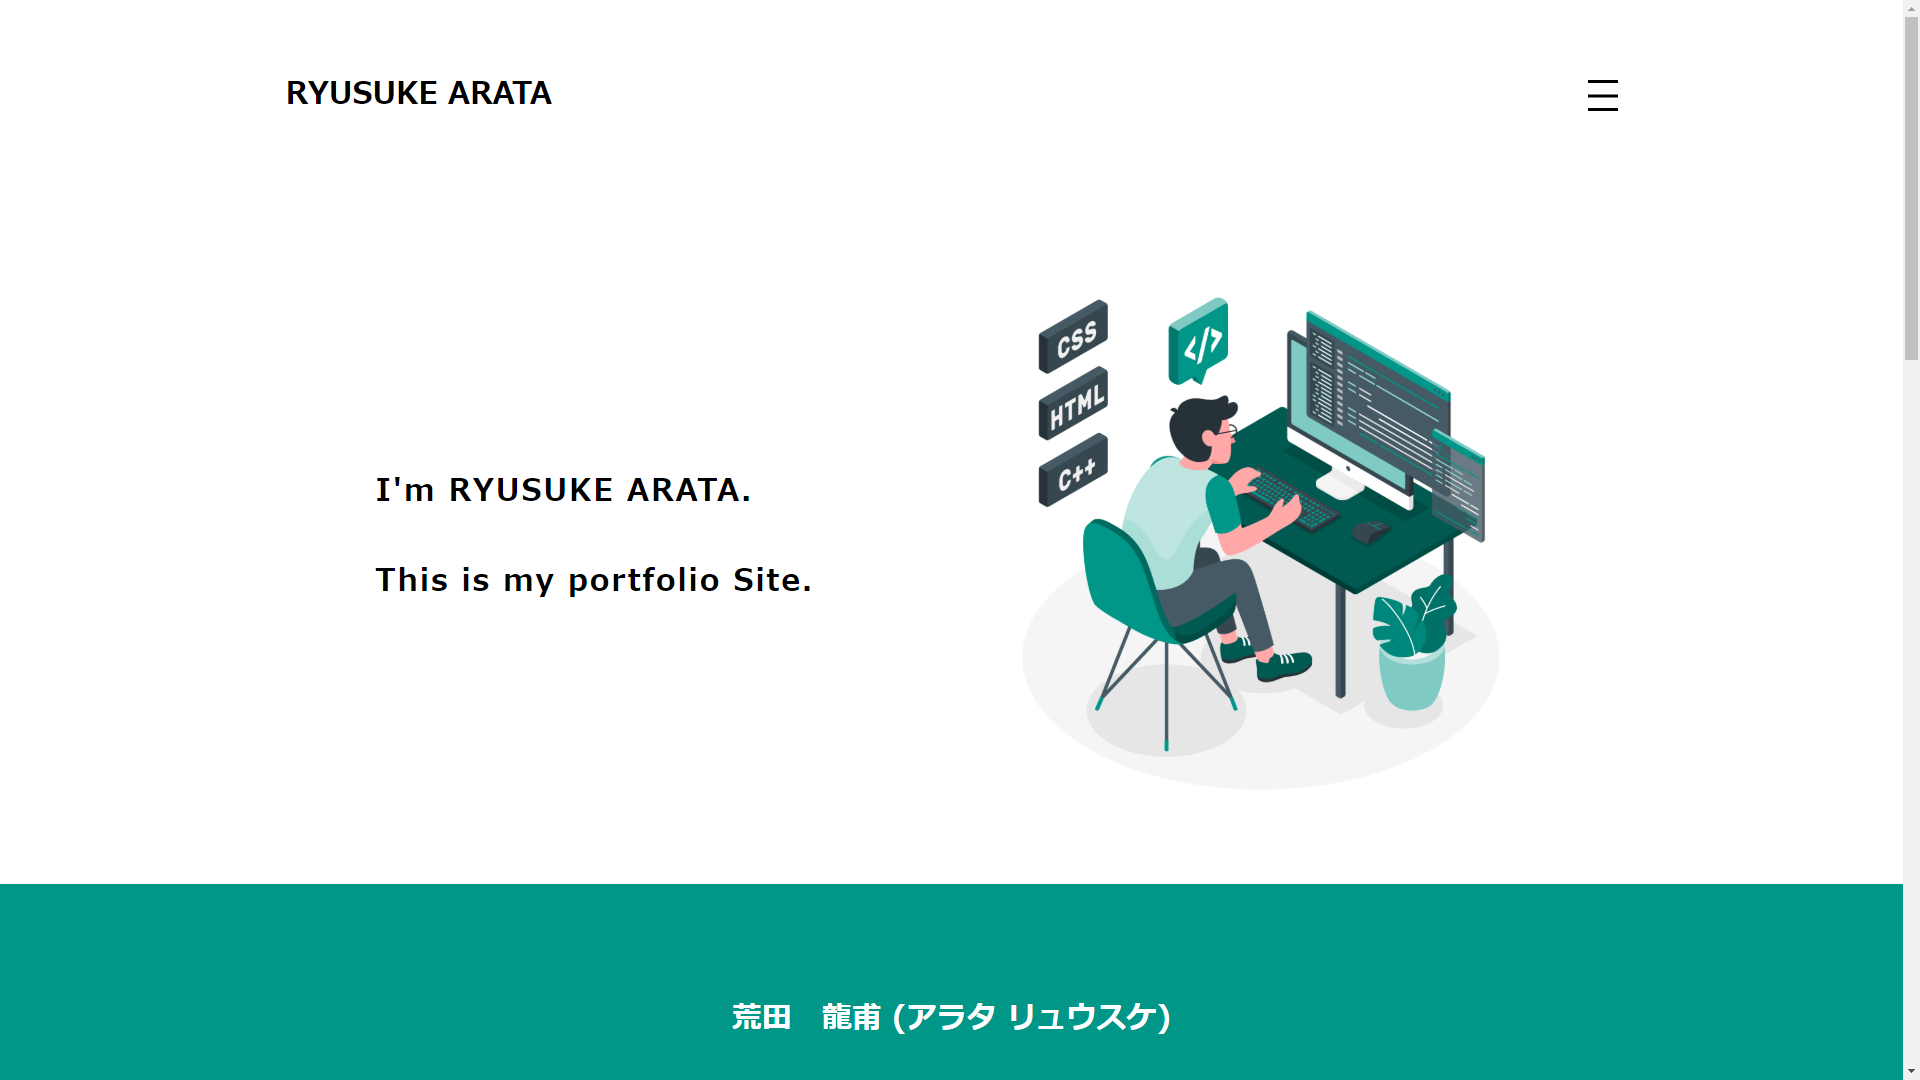 RYUSUKE ARATA
I'm RYUSUKE ARATA.
This is my portfolio Site.
CSS
HTML
C++
</>
荒田　龍甫 (アラタ リュウスケ)